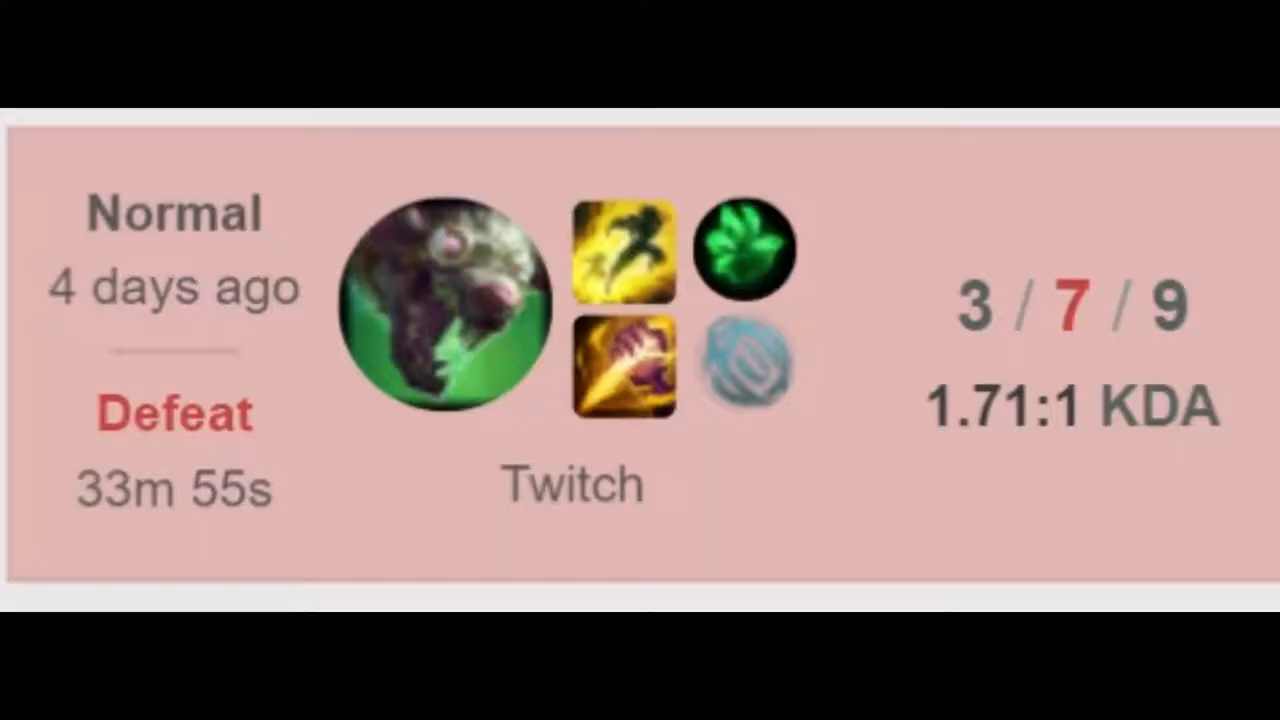 Normal
4 days ago
Defeat
33m 55s
Twitch
3 / 7 / 9
1.71:1 KDA